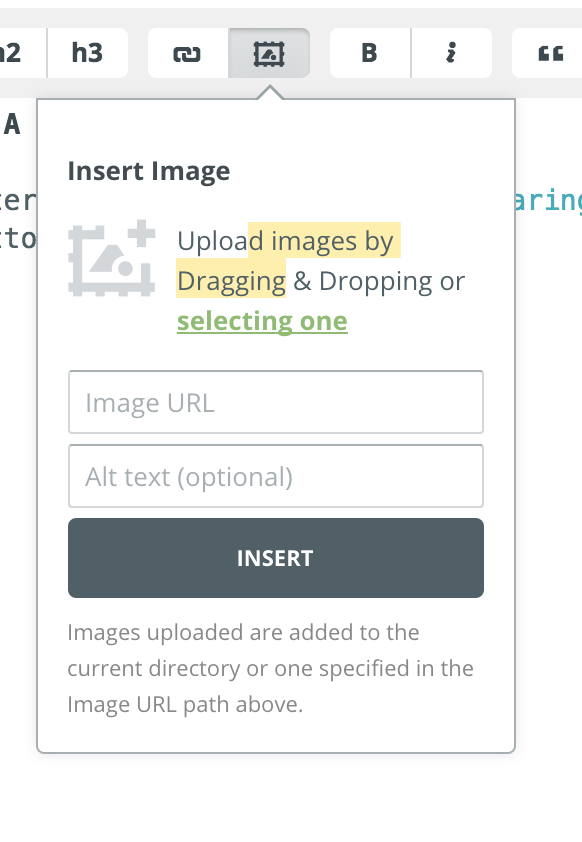 h2 h3 B i “
A
Insert Image
ter
aring
tto
Upload images by
Dragging & Dropping or
selecting one
Image URL
Alt text (optional)
INSERT
Images uploaded are added to the
current directory or one specified in the
Image URL path above.